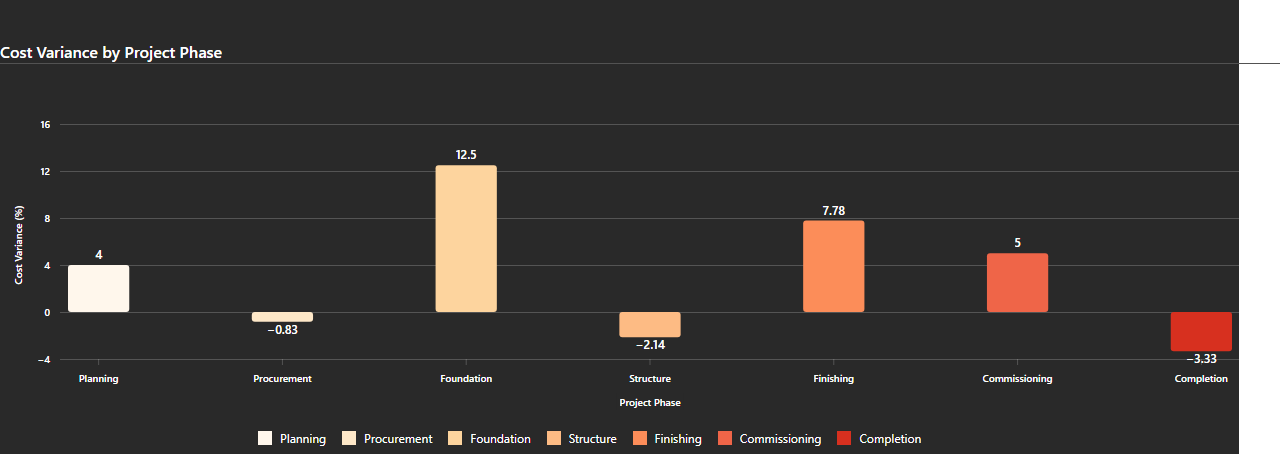 Cost Variance by Project Phase
16
12
8
4
0
−4
Cost Variance (%)
4
−0.83
12.5
−2.14
7.78
5
−3.33
Planning Procurement Foundation Structure Finishing Commissioning Completion
Project Phase
Planning Procurement Foundation Structure Finishing Commissioning Completion